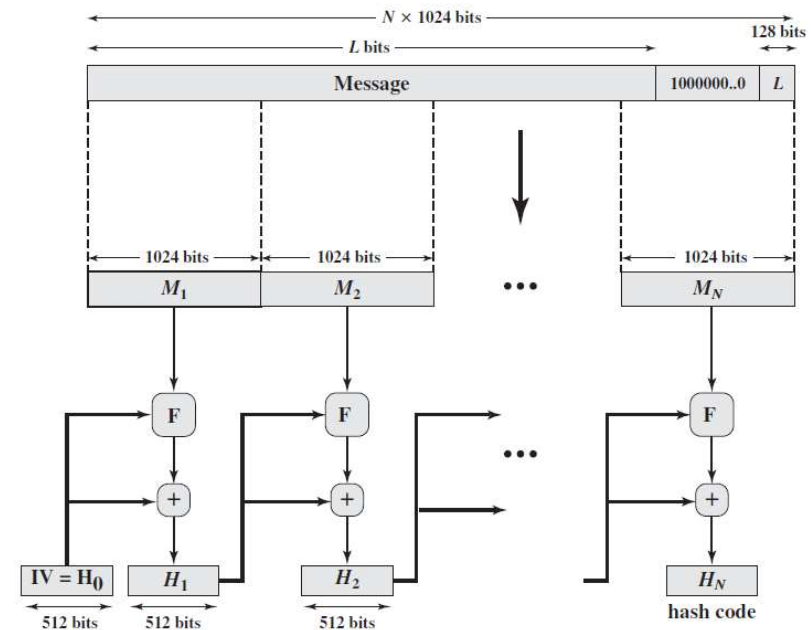 N × 1024 bits
128 bits
L bits
Message
1000000..0
L
1024 bits
1024 bits
1024 bits
M1
M2
•••
MN
F
F
F
•••
+
+
+
IV = H0
H1
H2
HN
hash code
512 bits
512 bits
512 bits